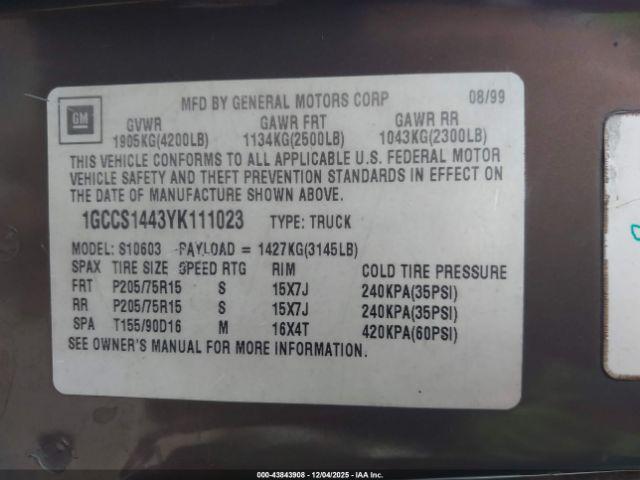 MFD BY GENERAL MOTORS CORP 08/99
GM
GVWR GAWR FRT GAWR RR
1905KG(4200LB) 1134KG(2500LB) 1043KG(2300LB)
THIS VEHICLE CONFORMS TO ALL APPLICABLE U.S. FEDERAL MOTOR
VEHICLE SAFETY AND THEFT PREVENTION STANDARDS IN EFFECT ON
THE DATE OF MANUFACTURE SHOWN ABOVE.
1GCCS1443YK111023 TYPE: TRUCK
MODEL: S10603 PAYLOAD = 1427KG(3145LB)
SPAX TIRE SIZE SPEED RTG RIM COLD TIRE PRESSURE
FRT P205/75R15 S 15X7J 240KPA(35PSI)
RR P205/75R15 S 15X7J 240KPA(35PSI)
SPA T155/90D16 M 16X4T 420KPA(60PSI)
SEE OWNER'S MANUAL FOR MORE INFORMATION.
000-43843908 - 12/04/2025 - IAA Inc.